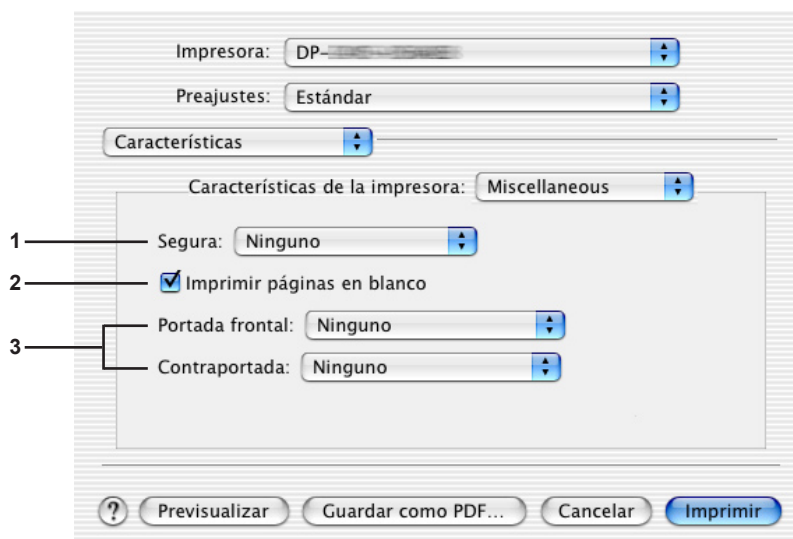 Impresora: DP-
Preajustes: Estándar
Características
Características de la impresora: Miscellaneous
1 Segura: Ninguno
2 Imprimir páginas en blanco
3
Portada frontal: Ninguno
Contraportada: Ninguno
? Previsualizar Guardar como PDF... Cancelar Imprimir